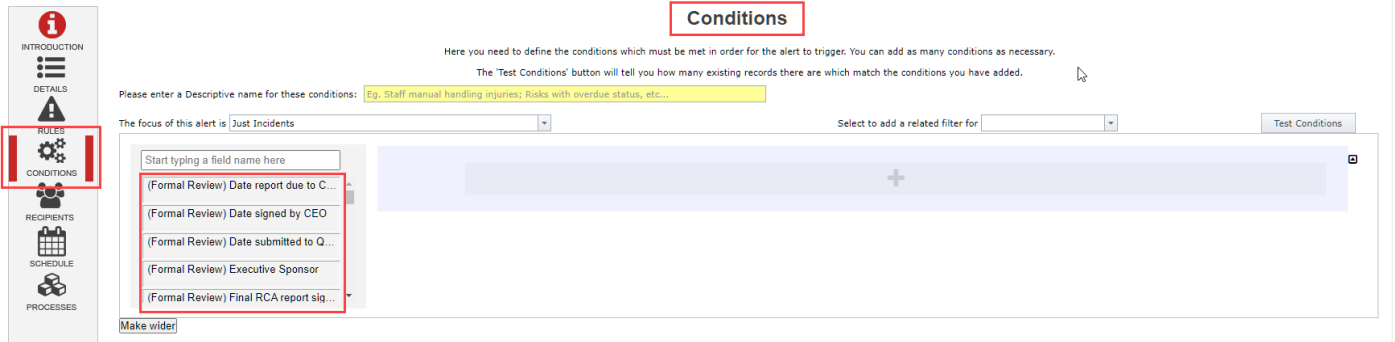 INTRODUCTION
DETAILS
RULES
CONDITIONS
RECIPIENTS
SCHEDULE
PROCESSES
Conditions
Here you need to define the conditions which must be met in order for the alert to trigger. You can add as many conditions as necessary.
The 'Test Conditions' button will tell you how many existing records there are which match the conditions you have added.
Please enter a Descriptive name for these conditions: Eg. Staff manual handling injuries; Risks with overdue status, etc...
The focus of this alert is Just Incidents Select to add a related filter for Test Conditions
Start typing a field name here
(Formal Review) Date report due to C...
(Formal Review) Date signed by CEO
(Formal Review) Date submitted to Q...
(Formal Review) Executive Sponsor
(Formal Review) Final RCA report sig...
Make wider